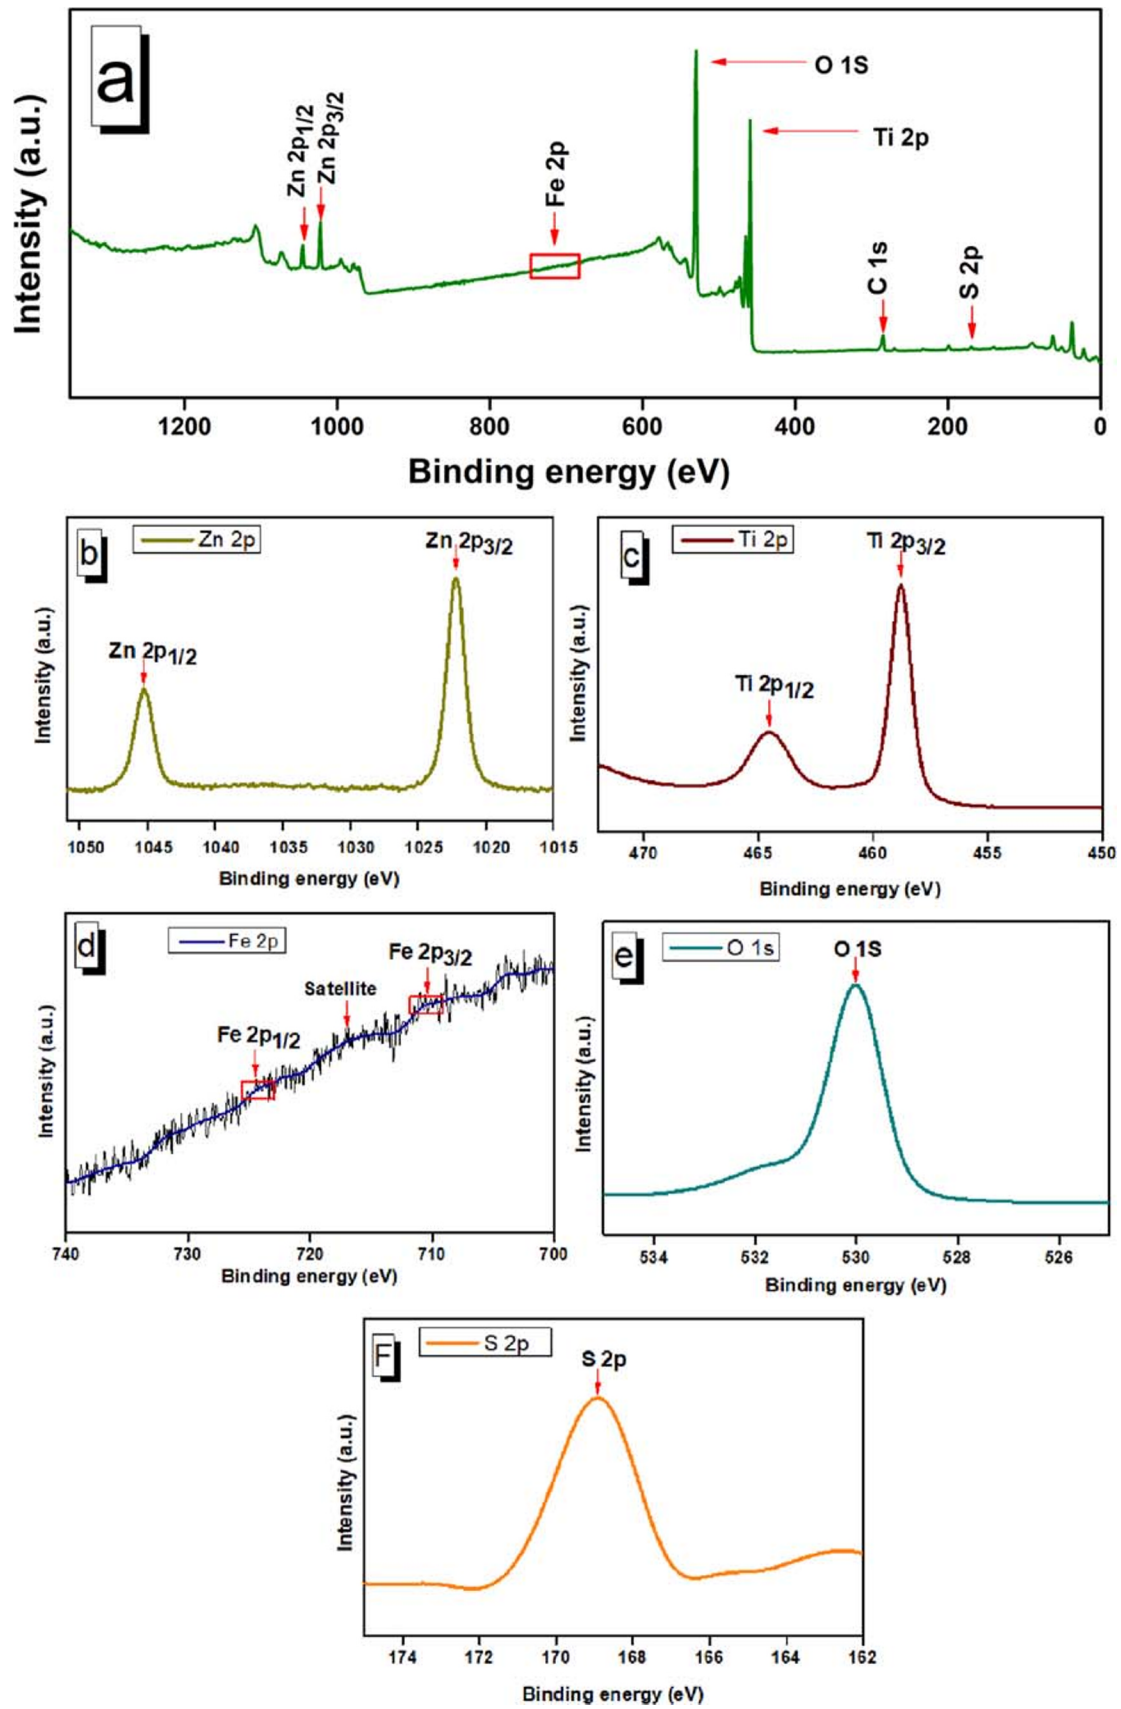 a
O 1S
Ti 2p
Zn 2p1/2
Zn 2p3/2
Fe 2p
C 1s
S 2p
Intensity (a.u.)
1200 1000 800 600 400 200 0
Binding energy (eV)
b
Zn 2p
Zn 2p3/2
Zn 2p1/2
Intensity (a.u.)
1050 1045 1040 1035 1030 1025 1020 1015
Binding energy (eV)
c
Ti 2p
Ti 2p3/2
Ti 2p1/2
Intensity (a.u.)
470 465 460 455 450
Binding energy (eV)
d
Fe 2p
Fe 2p3/2
Satellite
Fe 2p1/2
Intensity (a.u.)
740 730 720 710 700
Binding energy (eV)
e
O 1s
O 1S
Intensity (a.u.)
534 532 530 528 526
Binding energy (eV)
F
S 2p
S 2p
Intensity (a.u.)
174 172 170 168 166 164 162
Binding energy (eV)